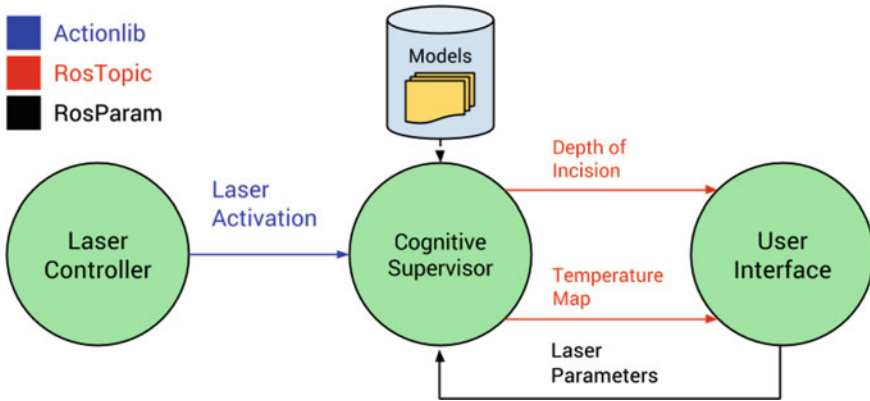 Actionlib
RosTopic
RosParam
Models
Depth of
Incision
Laser
Activation
Laser
Controller
Cognitive
Supervisor
User
Interface
Temperature
Map
Laser
Parameters